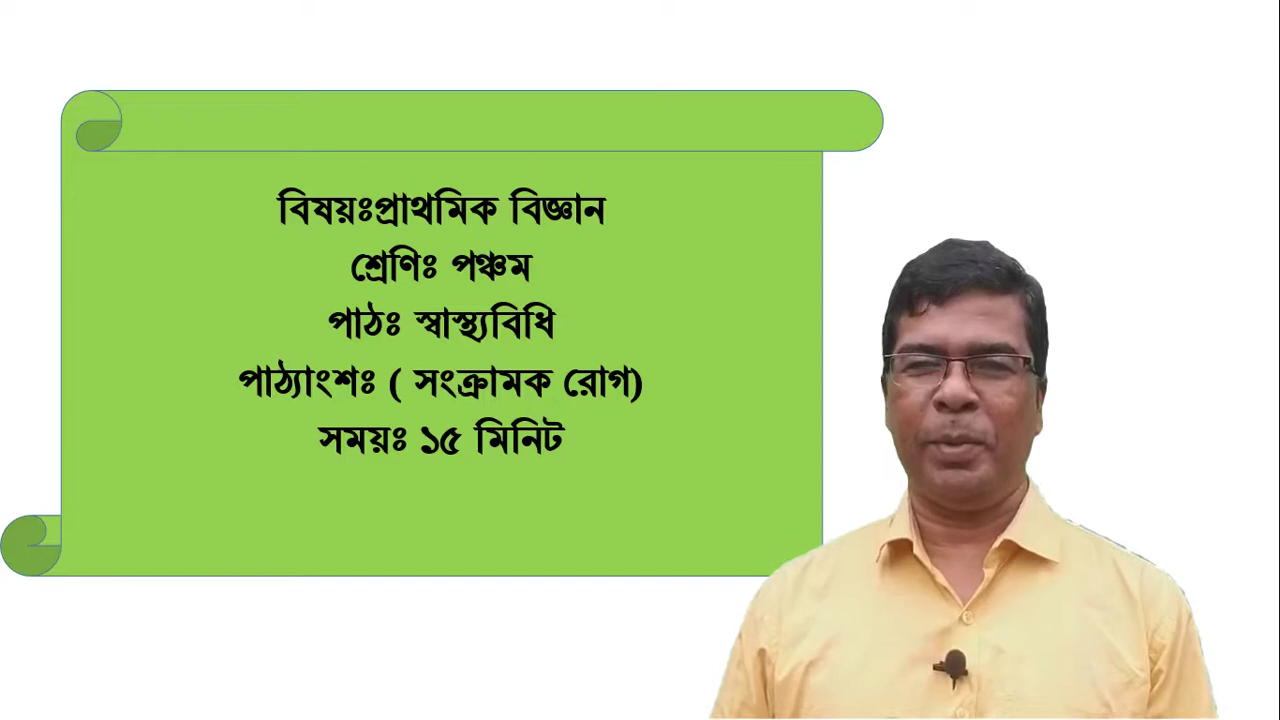 বিষয়ঃপ্রাথমিক বিজ্ঞান
শ্রেণিঃ পঞ্চম
পাঠঃ স্বাস্থ্যবিধি
পাঠ্যাংশঃ ( সংক্রামক রোগ)
সময়ঃ ১৫ মিনিট